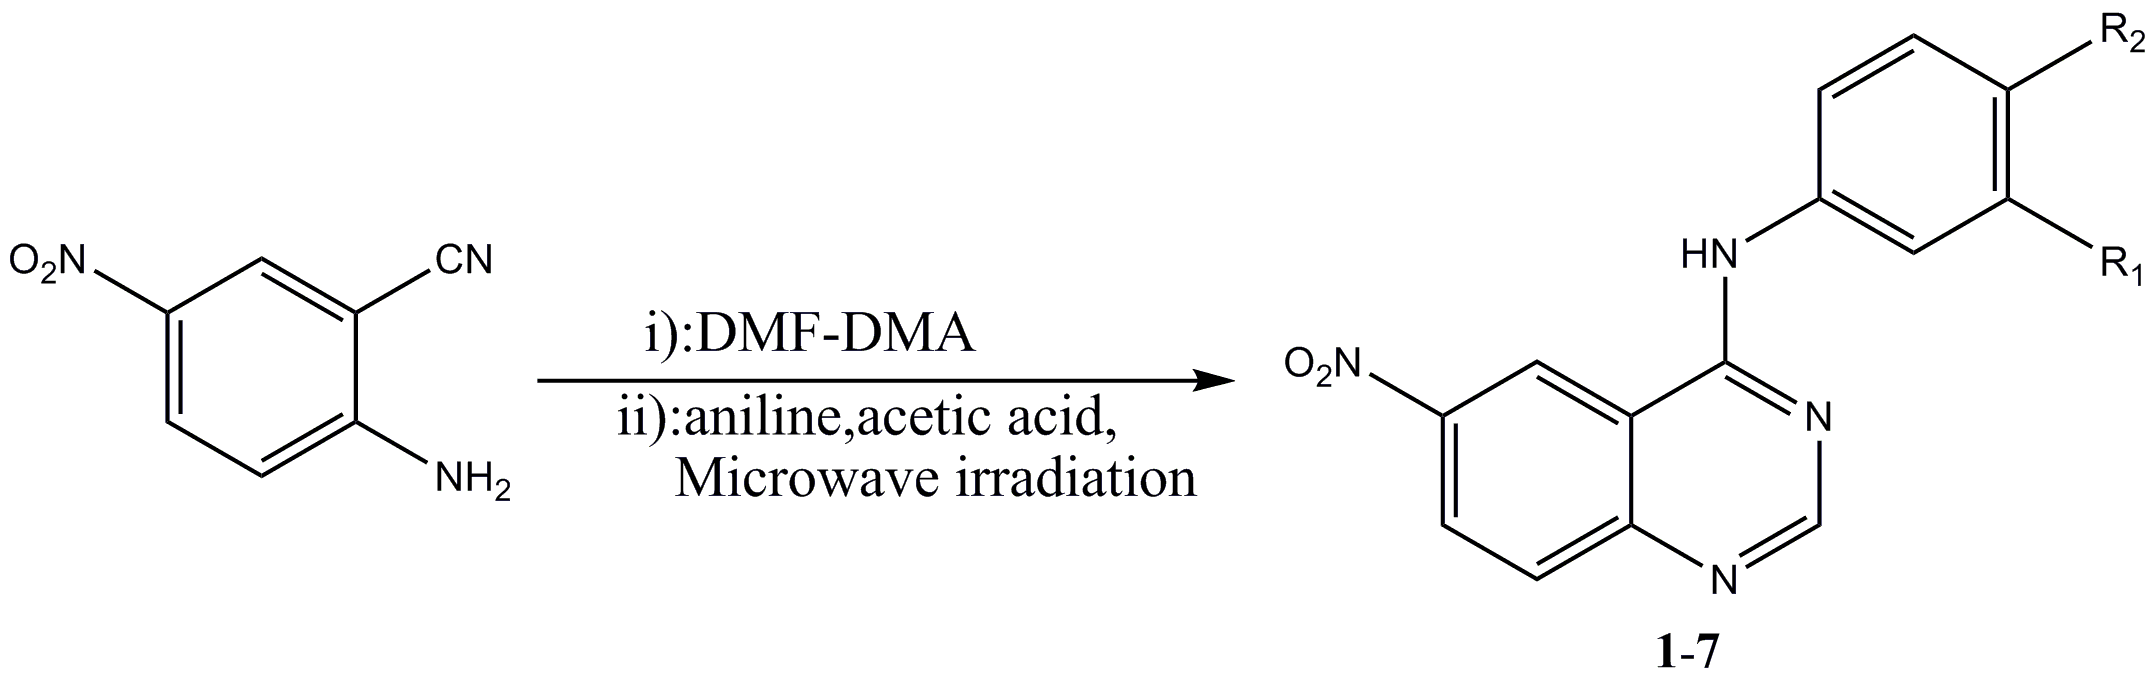 O2N
CN
NH2
i):DMF-DMA
ii):aniline,acetic acid,
Microwave irradiation
R2
R1
HN
O2N
N
N
1-7